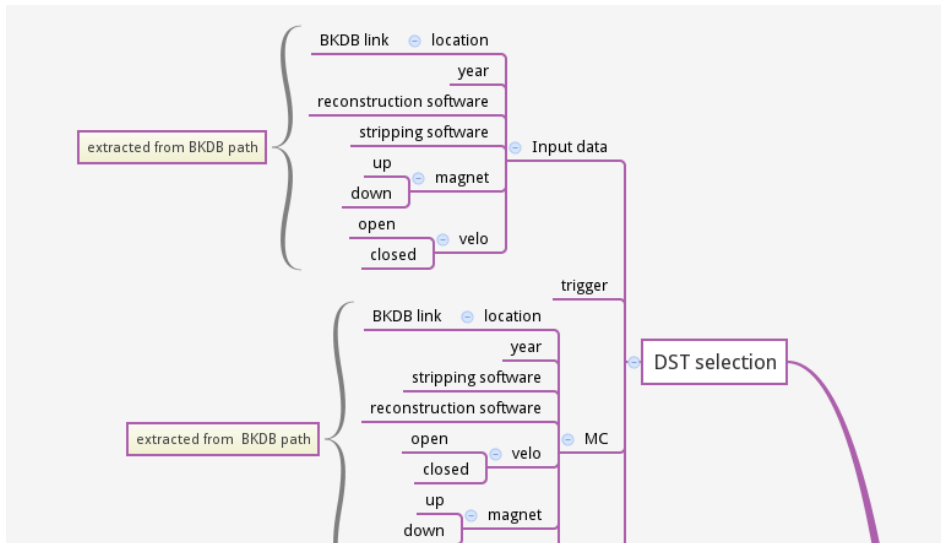 BKDB link
location
year
reconstruction software
stripping software
extracted from BKDB path
Input data
up
magnet
down
open
velo
closed
trigger
BKDB link
location
year
DST selection
stripping software
reconstruction software
extracted from  BKDB path
open
MC
velo
closed
up
magnet
down